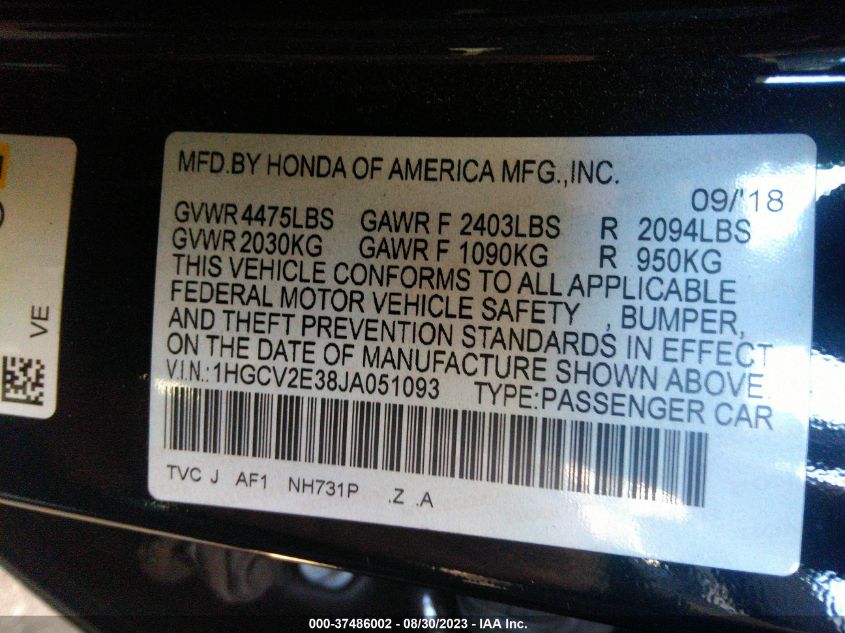 MFD.BY HONDA OF AMERICA MFG.,INC.
09/'18
GVWR 4475LBS GAWR F 2403LBS R 2094LBS
GVWR 2030KG GAWR F 1090KG R 950KG
THIS VEHICLE CONFORMS TO ALL APPLICABLE
FEDERAL MOTOR VEHICLE SAFETY , BUMPER,
AND THEFT PREVENTION STANDARDS IN EFFECT
ON THE DATE OF MANUFACTURE SHOWN ABOVE.
V.I.N.:1HGCV2E38JA051093 TYPE:PASSENGER CAR
TVC J AF1 NH731P .Z .A
VE
000-37486002 - 08/30/2023 - IAA Inc.